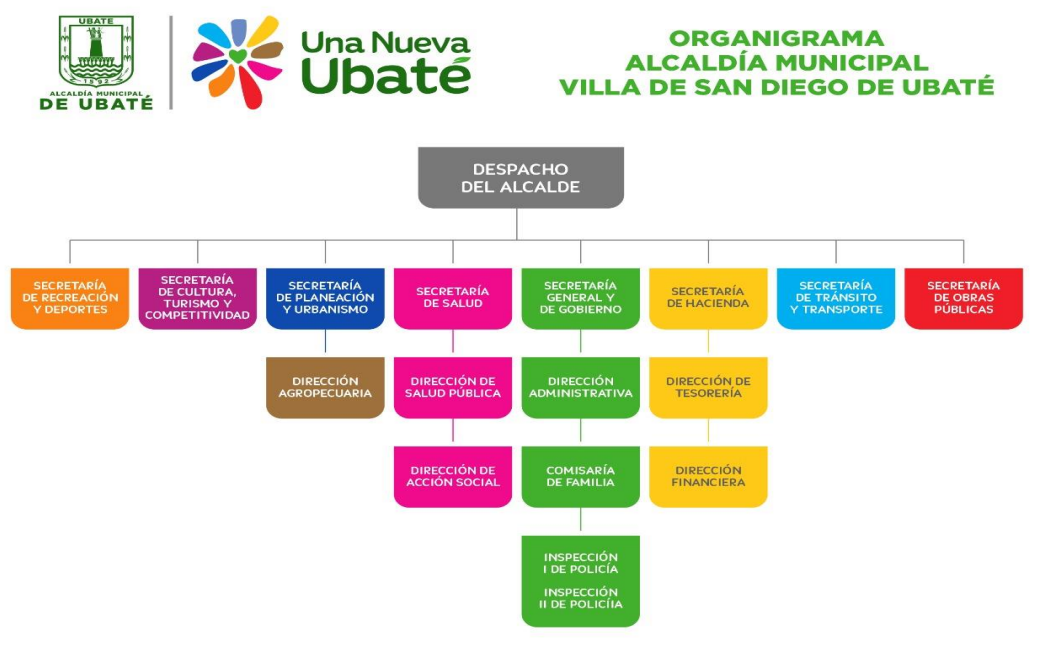 UBATE
1592
ALCALDÍA MUNICIPAL
DE UBATÉ
Una Nueva
Ubaté
ORGANIGRAMA
ALCALDÍA MUNICIPAL
VILLA DE SAN DIEGO DE UBATÉ
DESPACHO
DEL ALCALDE
SECRETARÍA
DE RECREACIÓN
Y DEPORTES
SECRETARÍA
DE CULTURA,
TURISMO Y
COMPETITIVIDAD
SECRETARÍA
DE PLANEACIÓN
Y URBANISMO
SECRETARÍA
DE SALUD
SECRETARÍA
GENERAL Y
DE GOBIERNO
SECRETARÍA
DE HACIENDA
SECRETARÍA
DE TRÁNSITO
Y TRANSPORTE
SECRETARÍA
DE OBRAS
PÚBLICAS
DIRECCIÓN
AGROPECUARIA
DIRECCIÓN DE
SALUD PÚBLICA
DIRECCIÓN
ADMINISTRATIVA
DIRECCIÓN DE
TESORERÍA
DIRECCIÓN DE
ACCIÓN SOCIAL
COMISARÍA
DE FAMILIA
DIRECCIÓN
FINANCIERA
INSPECCIÓN
I DE POLICÍA
INSPECCIÓN
II DE POLICÍIA